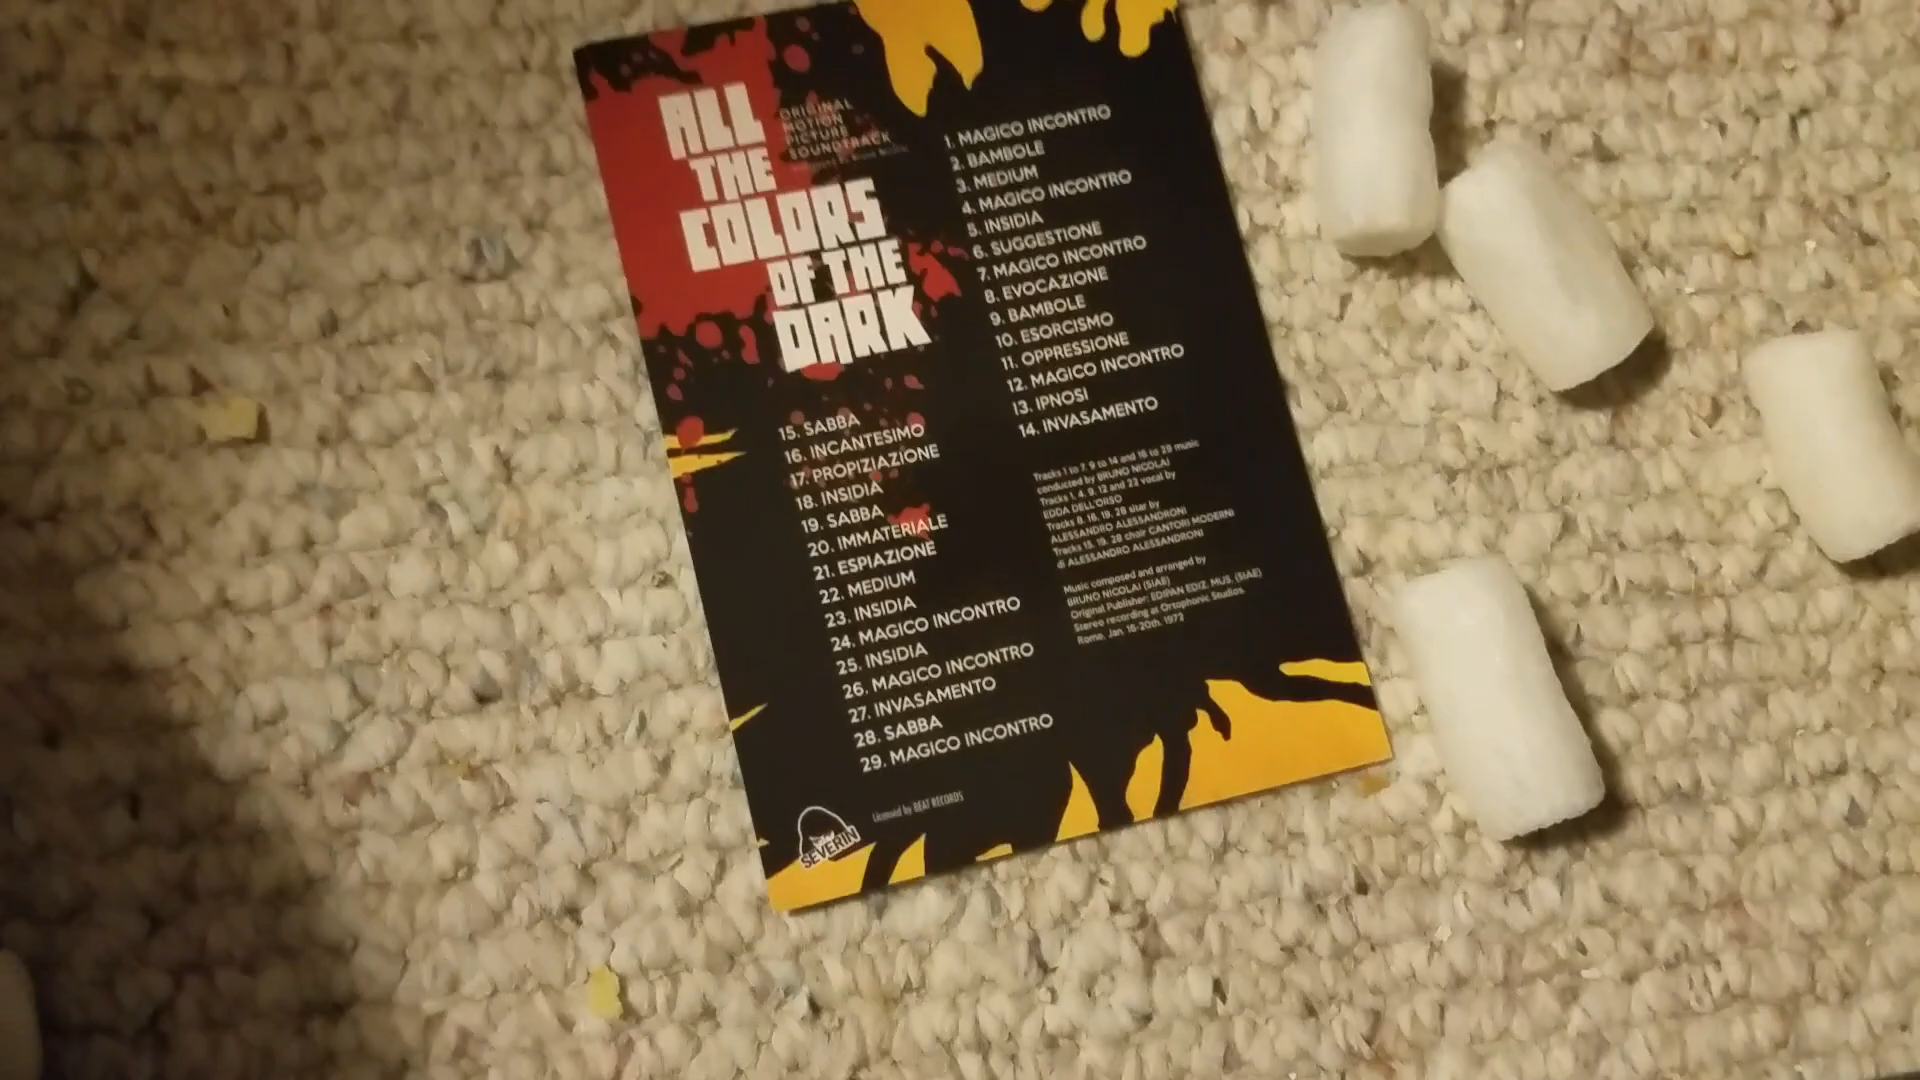 ALL
THE
COLORS
OF THE
DARK
ORIGINAL
MOTION
PICTURE
SOUNDTRACK
1. MAGICO INCONTRO
2. BAMBOLE
3. MEDIUM
4. MAGICO INCONTRO
5. INSIDIA
6. SUGGESTIONE
7. MAGICO INCONTRO
8. EVOCAZIONE
9. BAMBOLE
10. ESORCISMO
11. OPPRESSIONE
12. MAGICO INCONTRO
13. IPNOSI
14. INVASAMENTO
15. SABBA
16. INCANTESIMO
17. PROPIZIAZIONE
18. INSIDIA
19. SABBA
20. IMMATERIALE
21. ESPIAZIONE
22. MEDIUM
23. INSIDIA
24. MAGICO INCONTRO
25. INSIDIA
26. MAGICO INCONTRO
27. INVASAMENTO
28. SABBA
29. MAGICO INCONTRO
Tracks 1 to 7, 9 to 14 and 16 to 29 music
conducted by BRUNO NICOLAI
Tracks 1, 4, 9, 12 and 22 vocal by
EDDA DELL'ORSO
Tracks 8, 16, 19, 28 sitar by
ALESSANDRO ALESSANDRONI
Tracks 15, 19, 28 choir CANTORI MODERNI
di ALESSANDRO ALESSANDRONI
Music composed and arranged by
BRUNO NICOLAI (SIAE)
Original Publisher: EDIPAN EDIZ. MUS. (SIAE)
Stereo recording at Ortophonic Studios
Rome, Jan. 16-20th, 1972
Licensed by BEAT RECORDS
SEVERIN